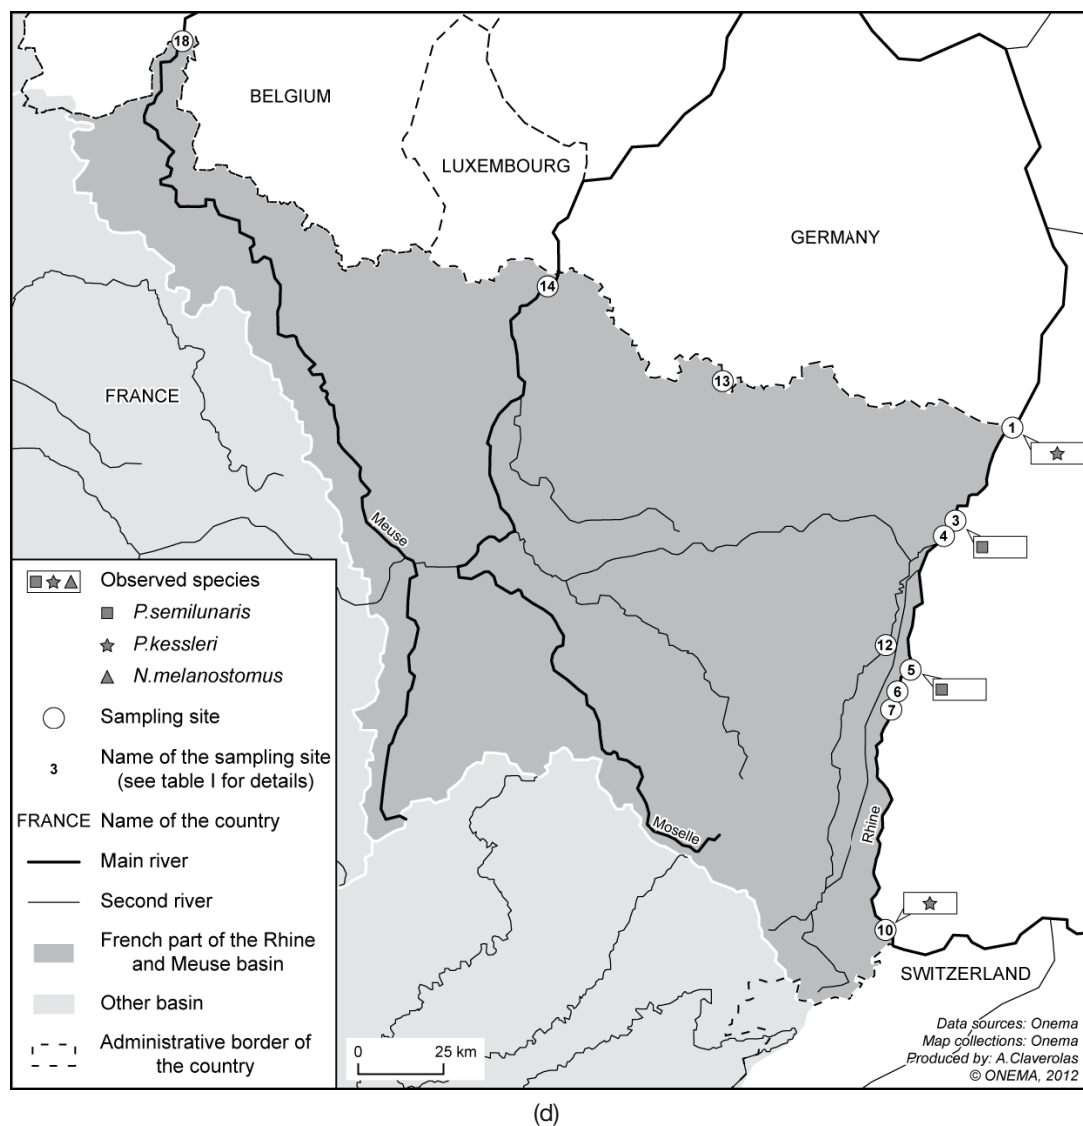 18
BELGIUM
LUXEMBOURG
GERMANY
14
13
FRANCE
1
3
4
Meuse
12
5
6
7
Rhine
Moselle
10
SWITZERLAND
Observed species
P.semilunaris
P.kessleri
N.melanostomus
Sampling site
3 Name of the sampling site
(see table I for details)
FRANCE Name of the country
Main river
Second river
French part of the Rhine
and Meuse basin
Other basin
Administrative border of
the country
0 25 km
Data sources: Onema
Map collections: Onema
Produced by: A.Claverolas
© ONEMA, 2012
(d)